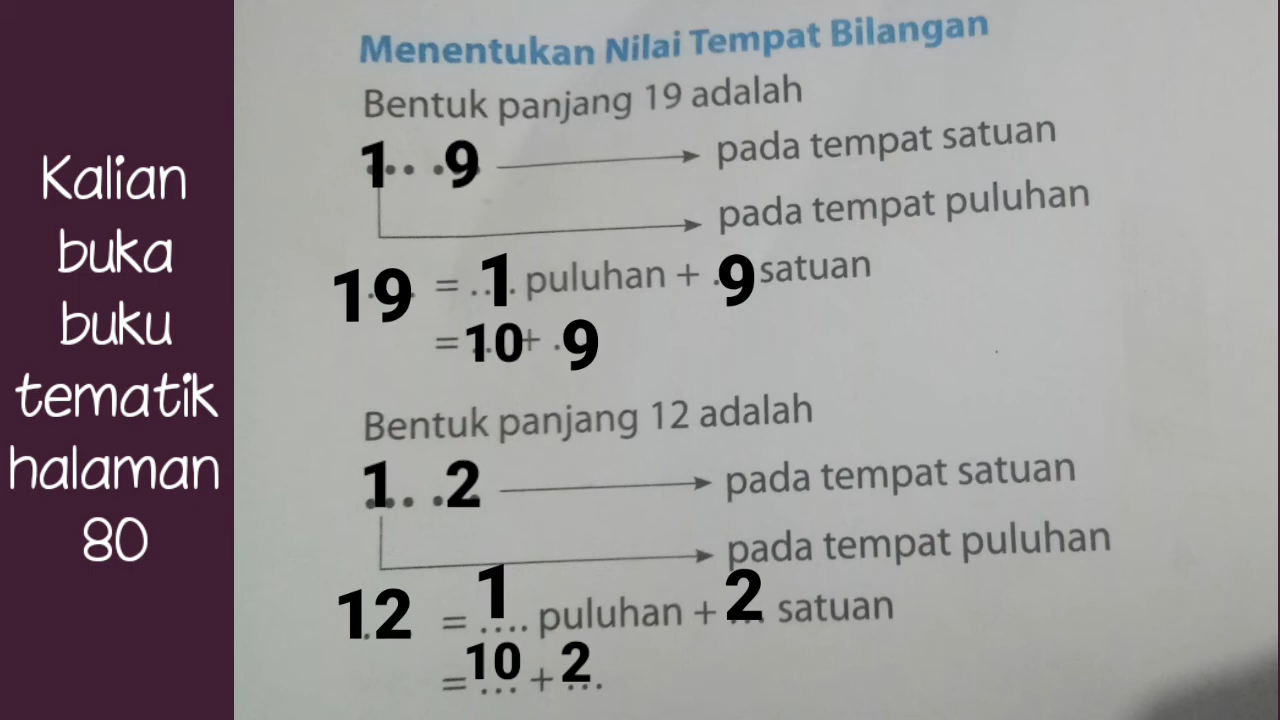 Kalian
buka
buku
tematik
halaman
80
Menentukan Nilai Tempat Bilangan
Bentuk panjang 19 adalah
1.. .9 pada tempat satuan
pada tempat puluhan
19 = ..1. puluhan + .9 satuan
= 10 + .9
Bentuk panjang 12 adalah
1.. .2 pada tempat satuan
pada tempat puluhan
12 = 1.... puluhan + 2... satuan
= 10... + 2...